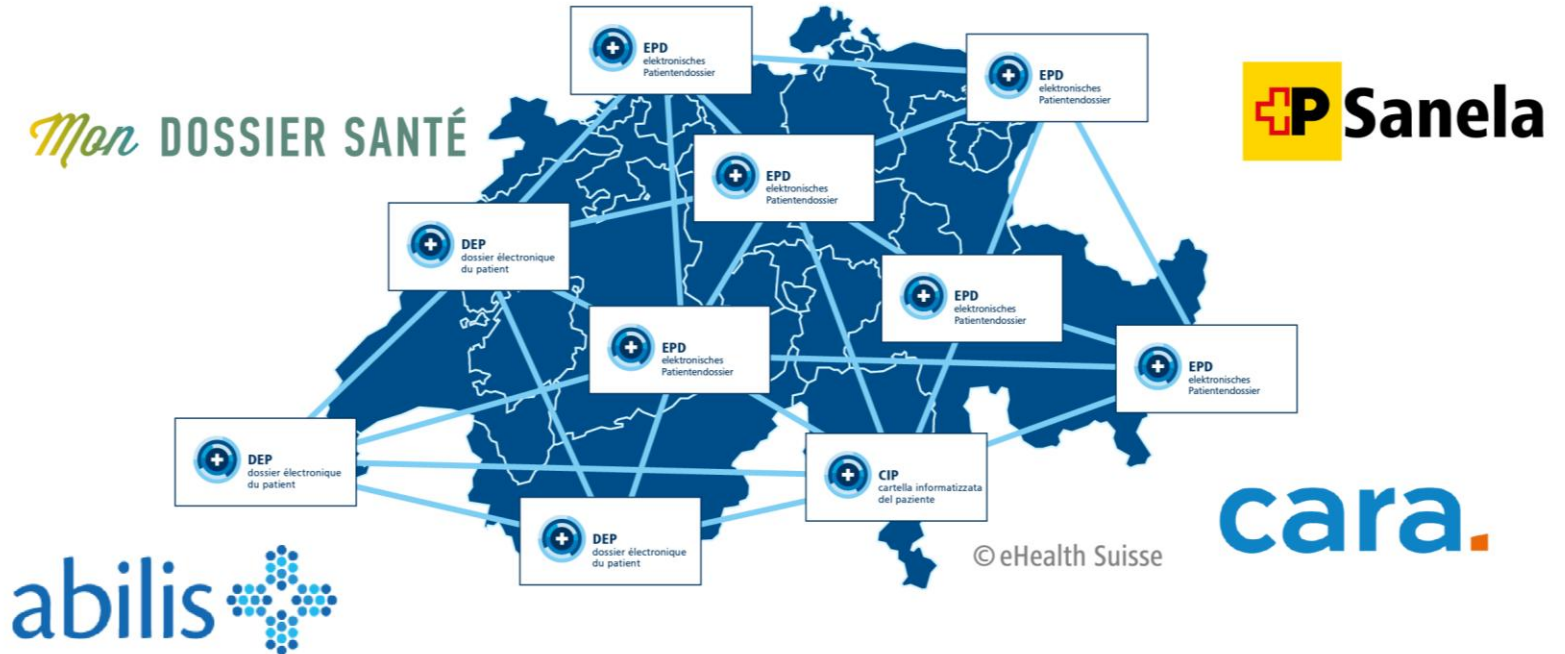 EPD
elektronisches
Patientendossier
EPD
elektronisches
Patientendossier
Mon DOSSIER SANTÉ
P Sanela
EPD
elektronisches
Patientendossier
DEP
dossier électronique
du patient
EPD
elektronisches
Patientendossier
EPD
elektronisches
Patientendossier
EPD
elektronisches
Patientendossier
DEP
dossier électronique
du patient
CIP
cartella informatizzata
del paziente
DEP
dossier électronique
du patient
cara.
© eHealth Suisse
abilis